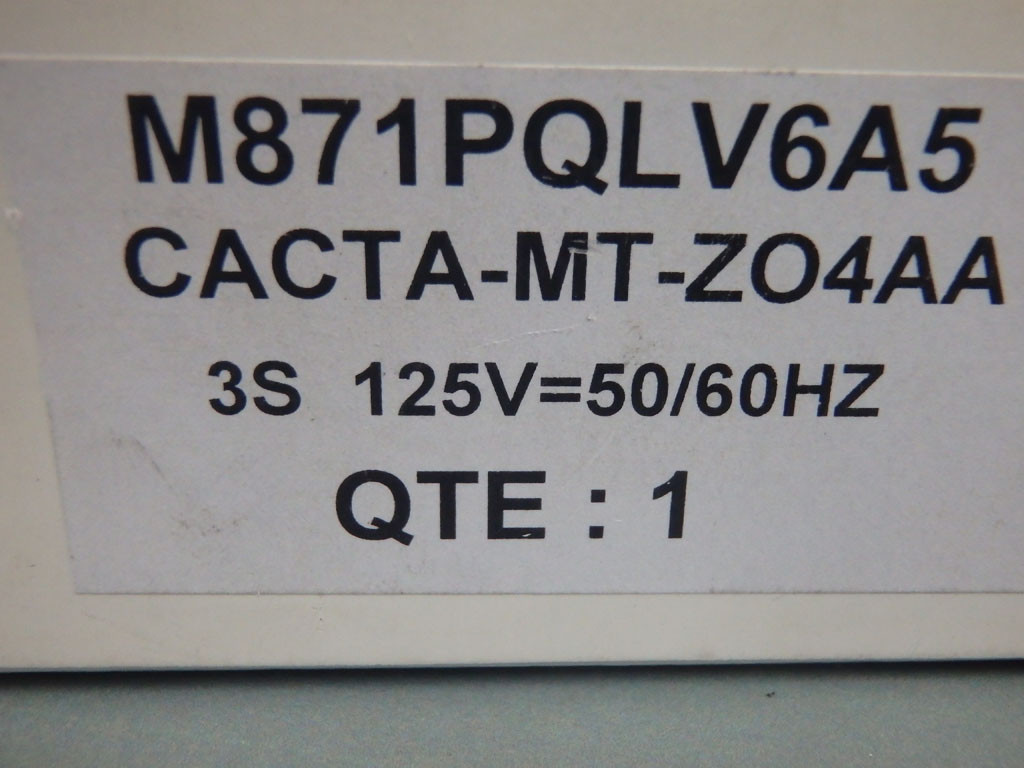 M871PQLV6A5
CACTA-MT-ZO4AA
3S 125V=50/60HZ
QTE : 1